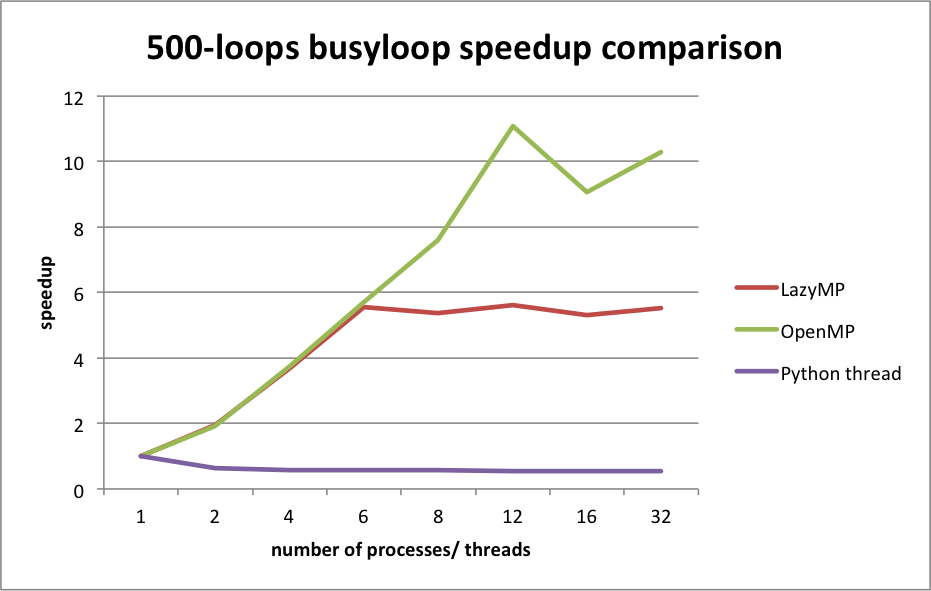 500-loops busyloop speedup comparison
12
10
8
6
4
2
0
speedup
1 2 4 6 8 12 16 32
number of processes/ threads
LazyMP
OpenMP
Python thread